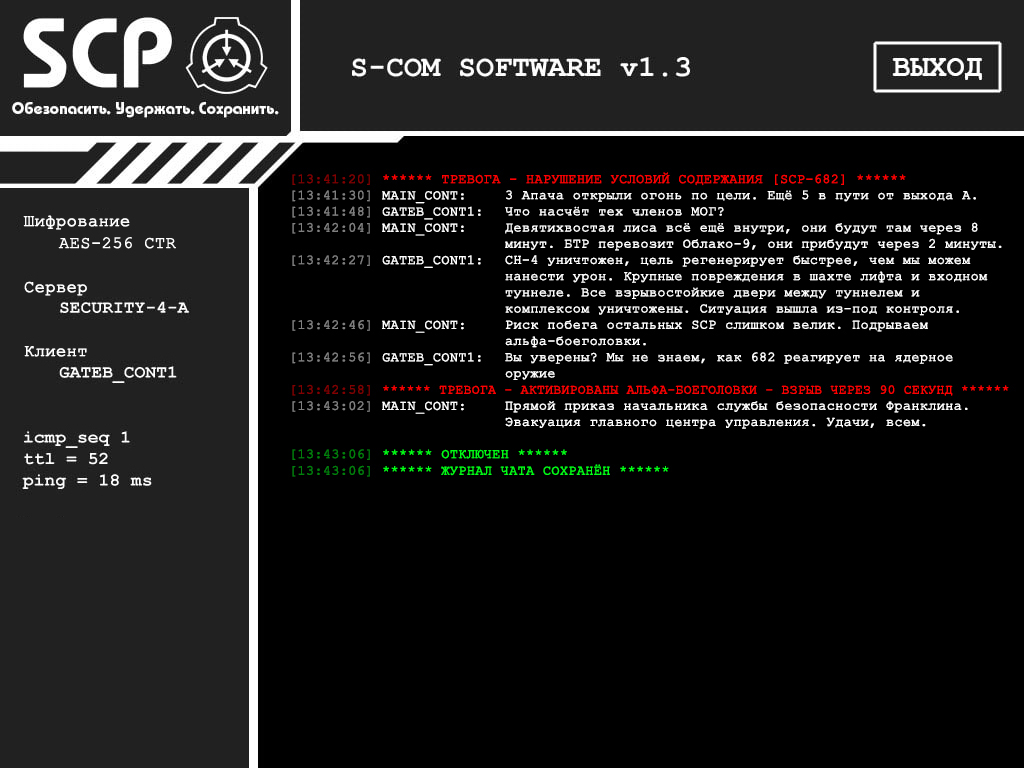 SCP
Обезопасить. Удержать. Сохранить.
S-COM SOFTWARE v1.3
ВЫХОД
Шифрование
AES-256 CTR
Сервер
SECURITY-4-A
Клиент
GATEB_CONT1
icmp_seq 1
ttl = 52
ping = 18 ms
[13:41:20] ****** ТРЕВОГА - НАРУШЕНИЕ УСЛОВИЙ СОДЕРЖАНИЯ [SCP-682] ******
[13:41:30] MAIN_CONT: 3 Апача открыли огонь по цели. Ещё 5 в пути от выхода А.
[13:41:48] GATEB_CONT1: Что насчёт тех членов МОГ?
[13:42:04] MAIN_CONT: Девятихвостая лиса всё ещё внутри, они будут там через 8
минут. БТР перевозит Облако-9, они прибудут через 2 минуты.
[13:42:27] GATEB_CONT1: CH-4 уничтожен, цель регенерирует быстрее, чем мы можем
нанести урон. Крупные повреждения в шахте лифта и входном
туннеле. Все взрывостойкие двери между туннелем и
комплексом уничтожены. Ситуация вышла из-под контроля.
[13:42:46] MAIN_CONT: Риск побега остальных SCP слишком велик. Подрываем
альфа-боеголовки.
[13:42:56] GATEB_CONT1: Вы уверены? Мы не знаем, как 682 реагирует на ядерное
оружие
[13:42:58] ****** ТРЕВОГА - АКТИВИРОВАНЫ АЛЬФА-БОЕГОЛОВКИ - ВЗРЫВ ЧЕРЕЗ 90 СЕКУНД ******
[13:43:02] MAIN_CONT: Прямой приказ начальника службы безопасности Франклина.
Эвакуация главного центра управления. Удачи, всем.
[13:43:06] ****** ОТКЛЮЧЕН ******
[13:43:06] ****** ЖУРНАЛ ЧАТА СОХРАНЁН ******